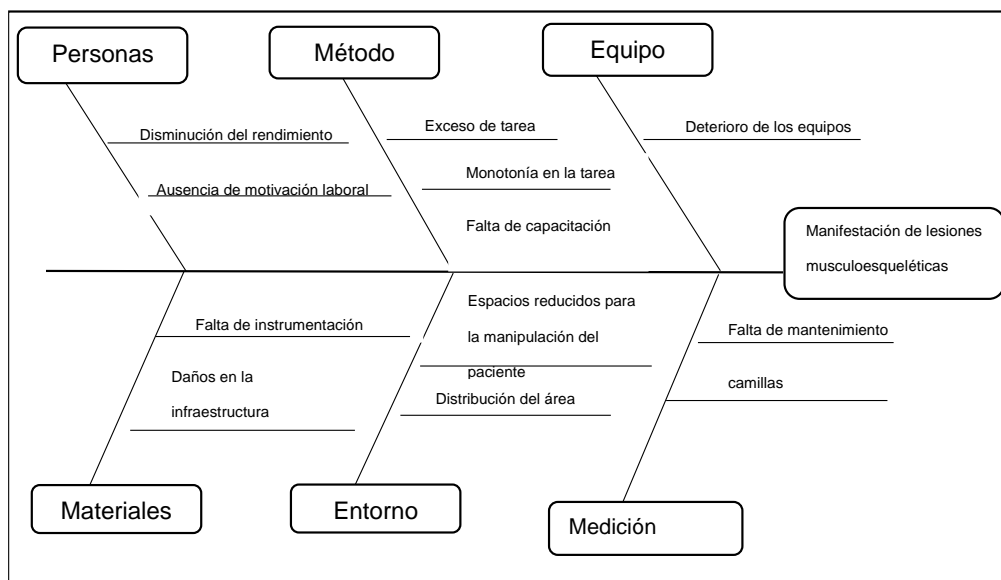 Personas
Método
Equipo
Disminución del rendimiento
Ausencia de motivación laboral
Exceso de tarea
Monotonía en la tarea
Falta de capacitación
Deterioro de los equipos
Manifestación de lesiones
musculoesqueléticas
Falta de instrumentación
Daños en la
infraestructura
Espacios reducidos para
la manipulación del
paciente
Distribución del área
Falta de mantenimiento
camillas
Materiales
Entorno
Medición